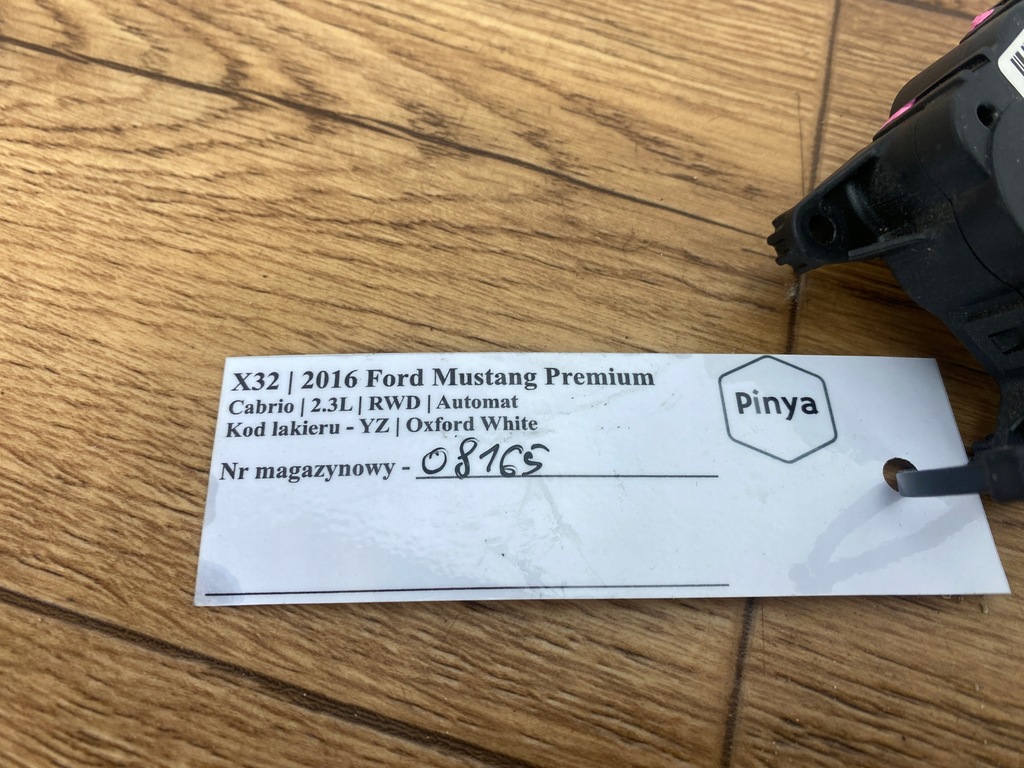 X32 | 2016 Ford Mustang Premium
Cabrio | 2.3L | RWD | Automat
Kod lakieru - YZ | Oxford White
Nr magazynowy - 08165
Pinya